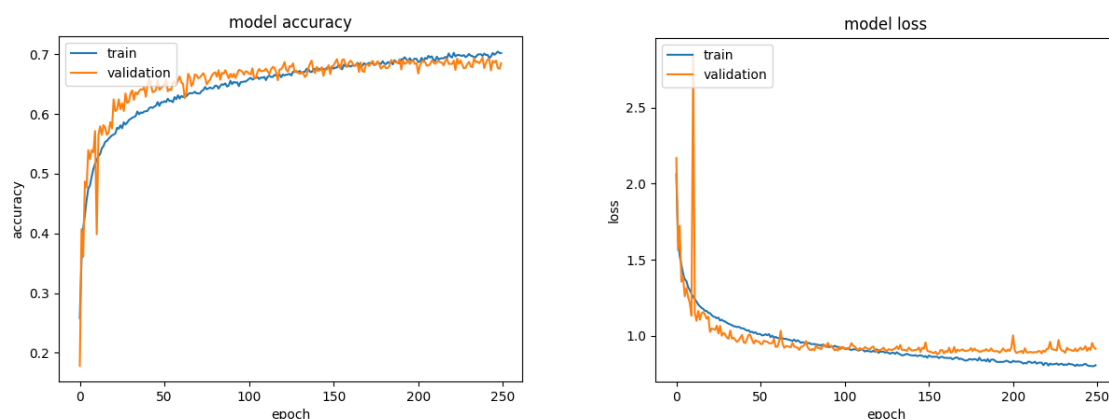 model accuracy
train
validation
0.7
0.6
0.5
0.4
0.3
0.2
accuracy
0
50
100
150
200
250
epoch
model loss
train
validation
2.5
2.0
1.5
1.0
loss
0
50
100
150
200
250
epoch